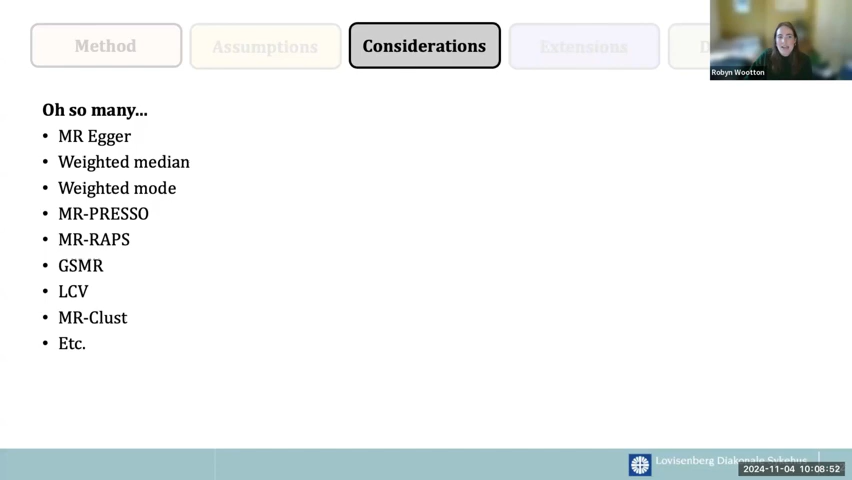 Method
Assumptions
Considerations
Extensions
D
Robyn Wootton
Oh so many...
• MR Egger
• Weighted median
• Weighted mode
• MR-PRESSO
• MR-RAPS
• GSMR
• LCV
• MR-Clust
• Etc.
Lovisenberg Diakonale Sykehus
2024-11-04 10:08:52